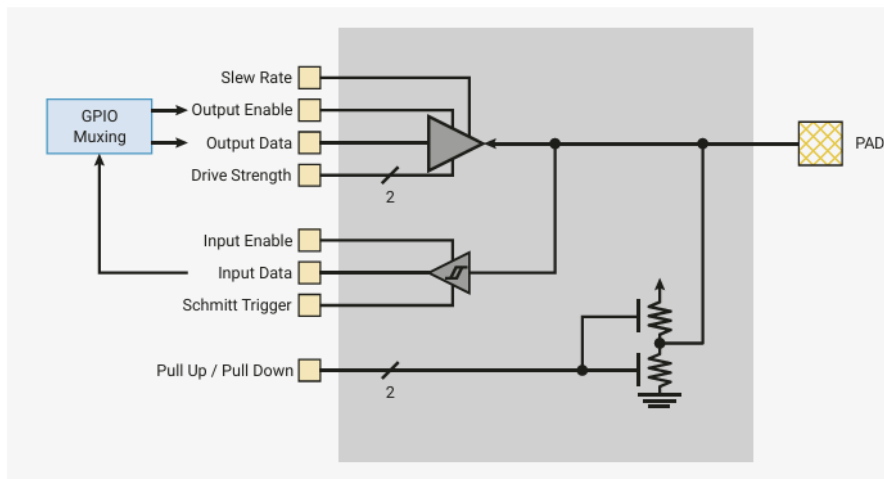 Slew Rate
GPIO
Muxing
Output Enable
Output Data
PAD
Drive Strength
2
Input Enable
Input Data
Schmitt Trigger
Pull Up / Pull Down
2